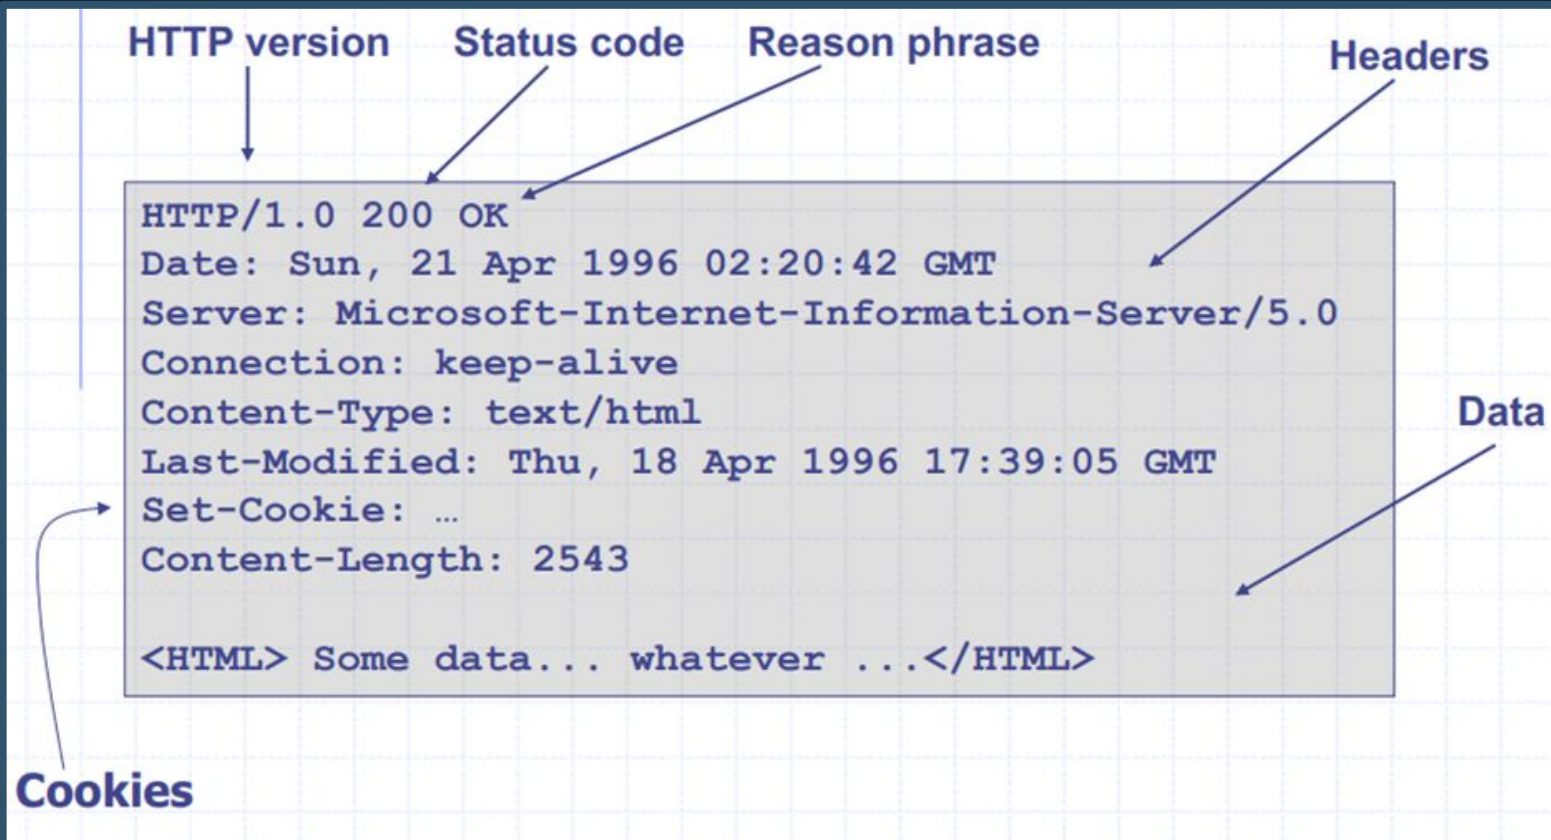 HTTP version Status code Reason phrase Headers
HTTP/1.0 200 OK
Date: Sun, 21 Apr 1996 02:20:42 GMT
Server: Microsoft-Internet-Information-Server/5.0
Connection: keep-alive
Content-Type: text/html
Data
Last-Modified: Thu, 18 Apr 1996 17:39:05 GMT
Set-Cookie: …
Content-Length: 2543
<HTML> Some data... whatever ...</HTML>
Cookies